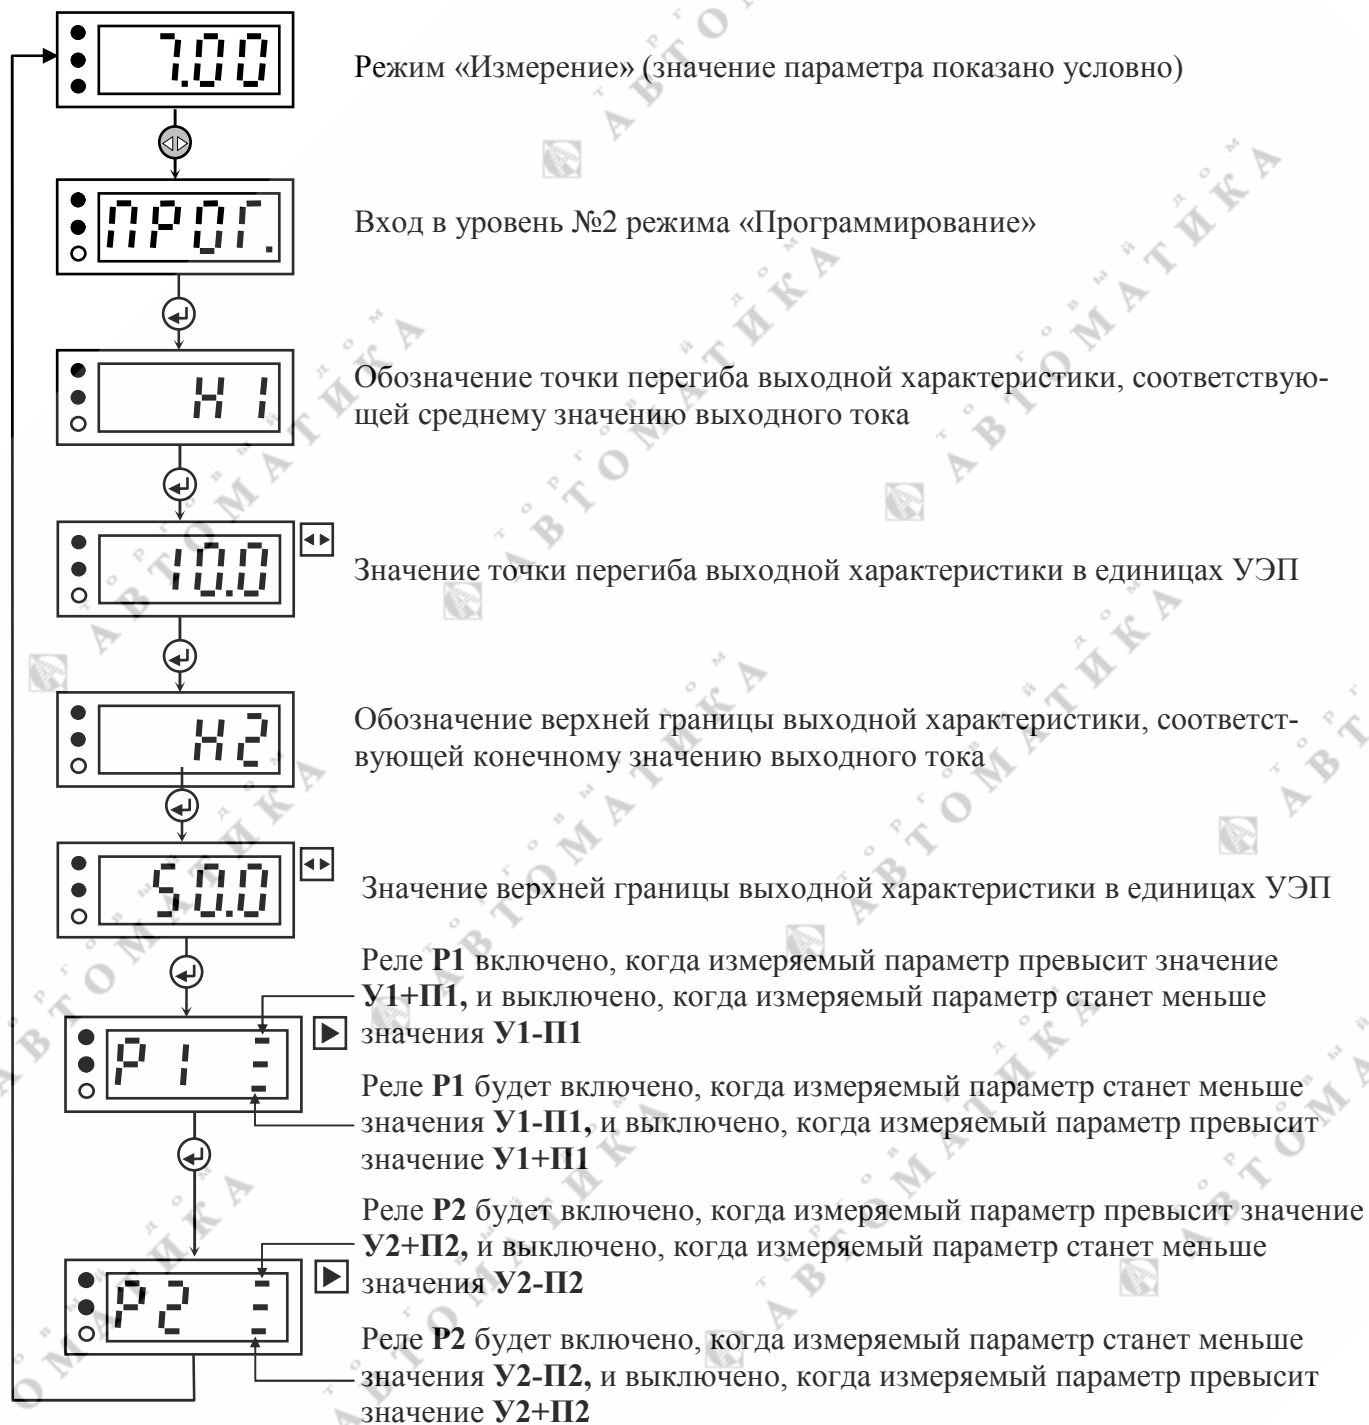 7.00
Режим «Измерение» (значение параметра показано условно)
ПРОГ.
Вход в уровень №2 режима «Программирование»
Н 1
Обозначение точки перегиба выходной характеристики, соответствую-
щей среднему значению выходного тока
10.0
Значение точки перегиба выходной характеристики в единицах УЭП
Н2
Обозначение верхней границы выходной характеристики, соответст-
вующей конечному значению выходного тока
50.0
Значение верхней границы выходной характеристики в единицах УЭП
Реле Р1 включено, когда измеряемый параметр превысит значение
У1+П1, и выключено, когда измеряемый параметр станет меньше
значения У1-П1
Р 1
Реле Р1 будет включено, когда измеряемый параметр станет меньше
значения У1-П1, и выключено, когда измеряемый параметр превысит
значение У1+П1
Реле Р2 будет включено, когда измеряемый параметр превысит значение
У2+П2, и выключено, когда измеряемый параметр станет меньше
значения У2-П2
Р2
Реле Р2 будет включено, когда измеряемый параметр станет меньше
значения У2-П2, и выключено, когда измеряемый параметр превысит
значение У2+П2
торговый дом
АВТОМАТИКА